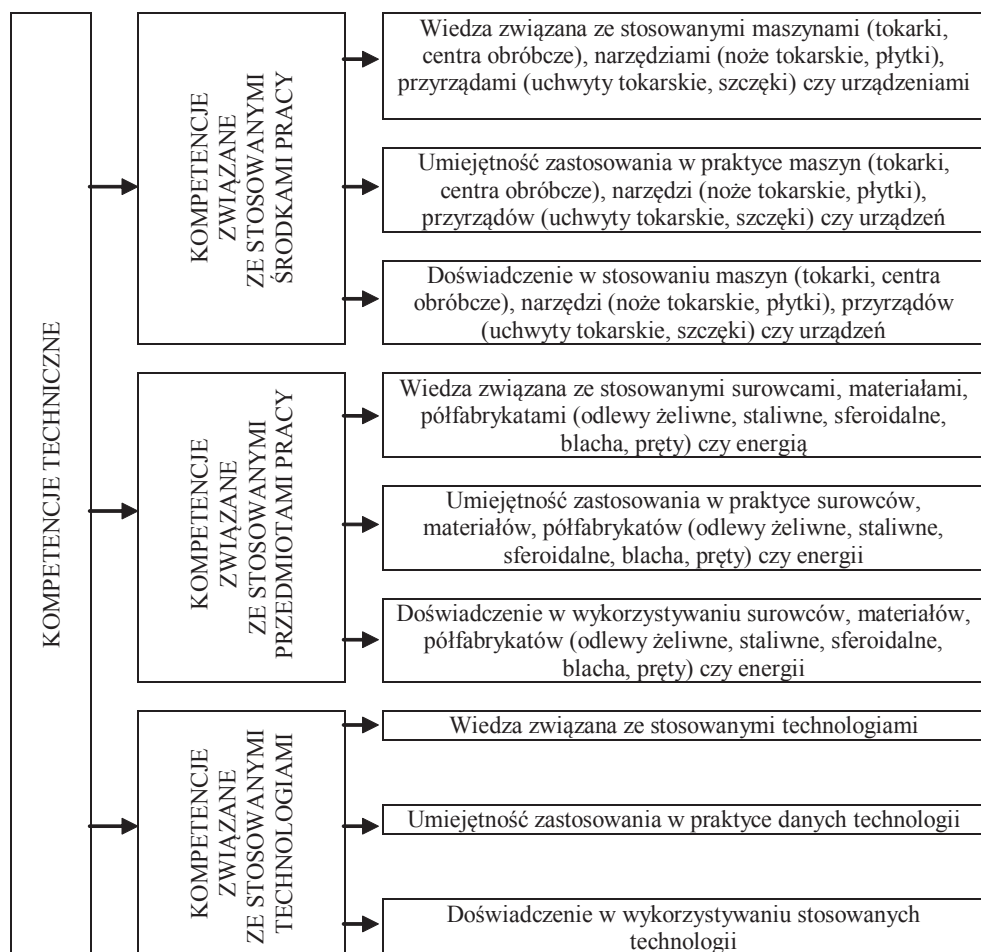 KOMPETENCJE TECHNICZNE
KOMPETENCJE
ZWIĄZANE
ZE STOSOWANYMI
ŚRODKAMI PRACY
Wiedza związana ze stosowanymi maszynami (tokarki,
centra obróbcze), narzędziami (noże tokarskie, płytki),
przyrządami (uchwyty tokarskie, szczęki) czy urządzeniami
Umiejętność zastosowania w praktyce maszyn (tokarki,
centra obróbcze), narzędzi (noże tokarskie, płytki),
przyrządów (uchwyty tokarskie, szczęki) czy urządzeń
Doświadczenie w stosowaniu maszyn (tokarki, centra
obróbcze), narzędzi (noże tokarskie, płytki), przyrządów
(uchwyty tokarskie, szczęki) czy urządzeń
KOMPETENCJE
ZWIĄZANE
ZE STOSOWANYMI
PRZEDMIOTAMI PRACY
Wiedza związana ze stosowanymi surowcami, materiałami,
półfabrykatami (odlewy żeliwne, staliwne, sferoidalne,
blacha, pręty) czy energią
Umiejętność zastosowania w praktyce surowców,
materiałów, półfabrykatów (odlewy żeliwne, staliwne,
sferoidalne, blacha, pręty) czy energii
Doświadczenie w wykorzystywaniu surowców, materiałów,
półfabrykatów (odlewy żeliwne, staliwne, sferoidalne,
blacha, pręty) czy energii
KOMPETENCJE
ZWIĄZANE
ZE STOSOWANYMI
TECHNOLOGIAMI
Wiedza związana ze stosowanymi technologiami
Umiejętność zastosowania w praktyce danych technologii
Doświadczenie w wykorzystywaniu stosowanych
technologii